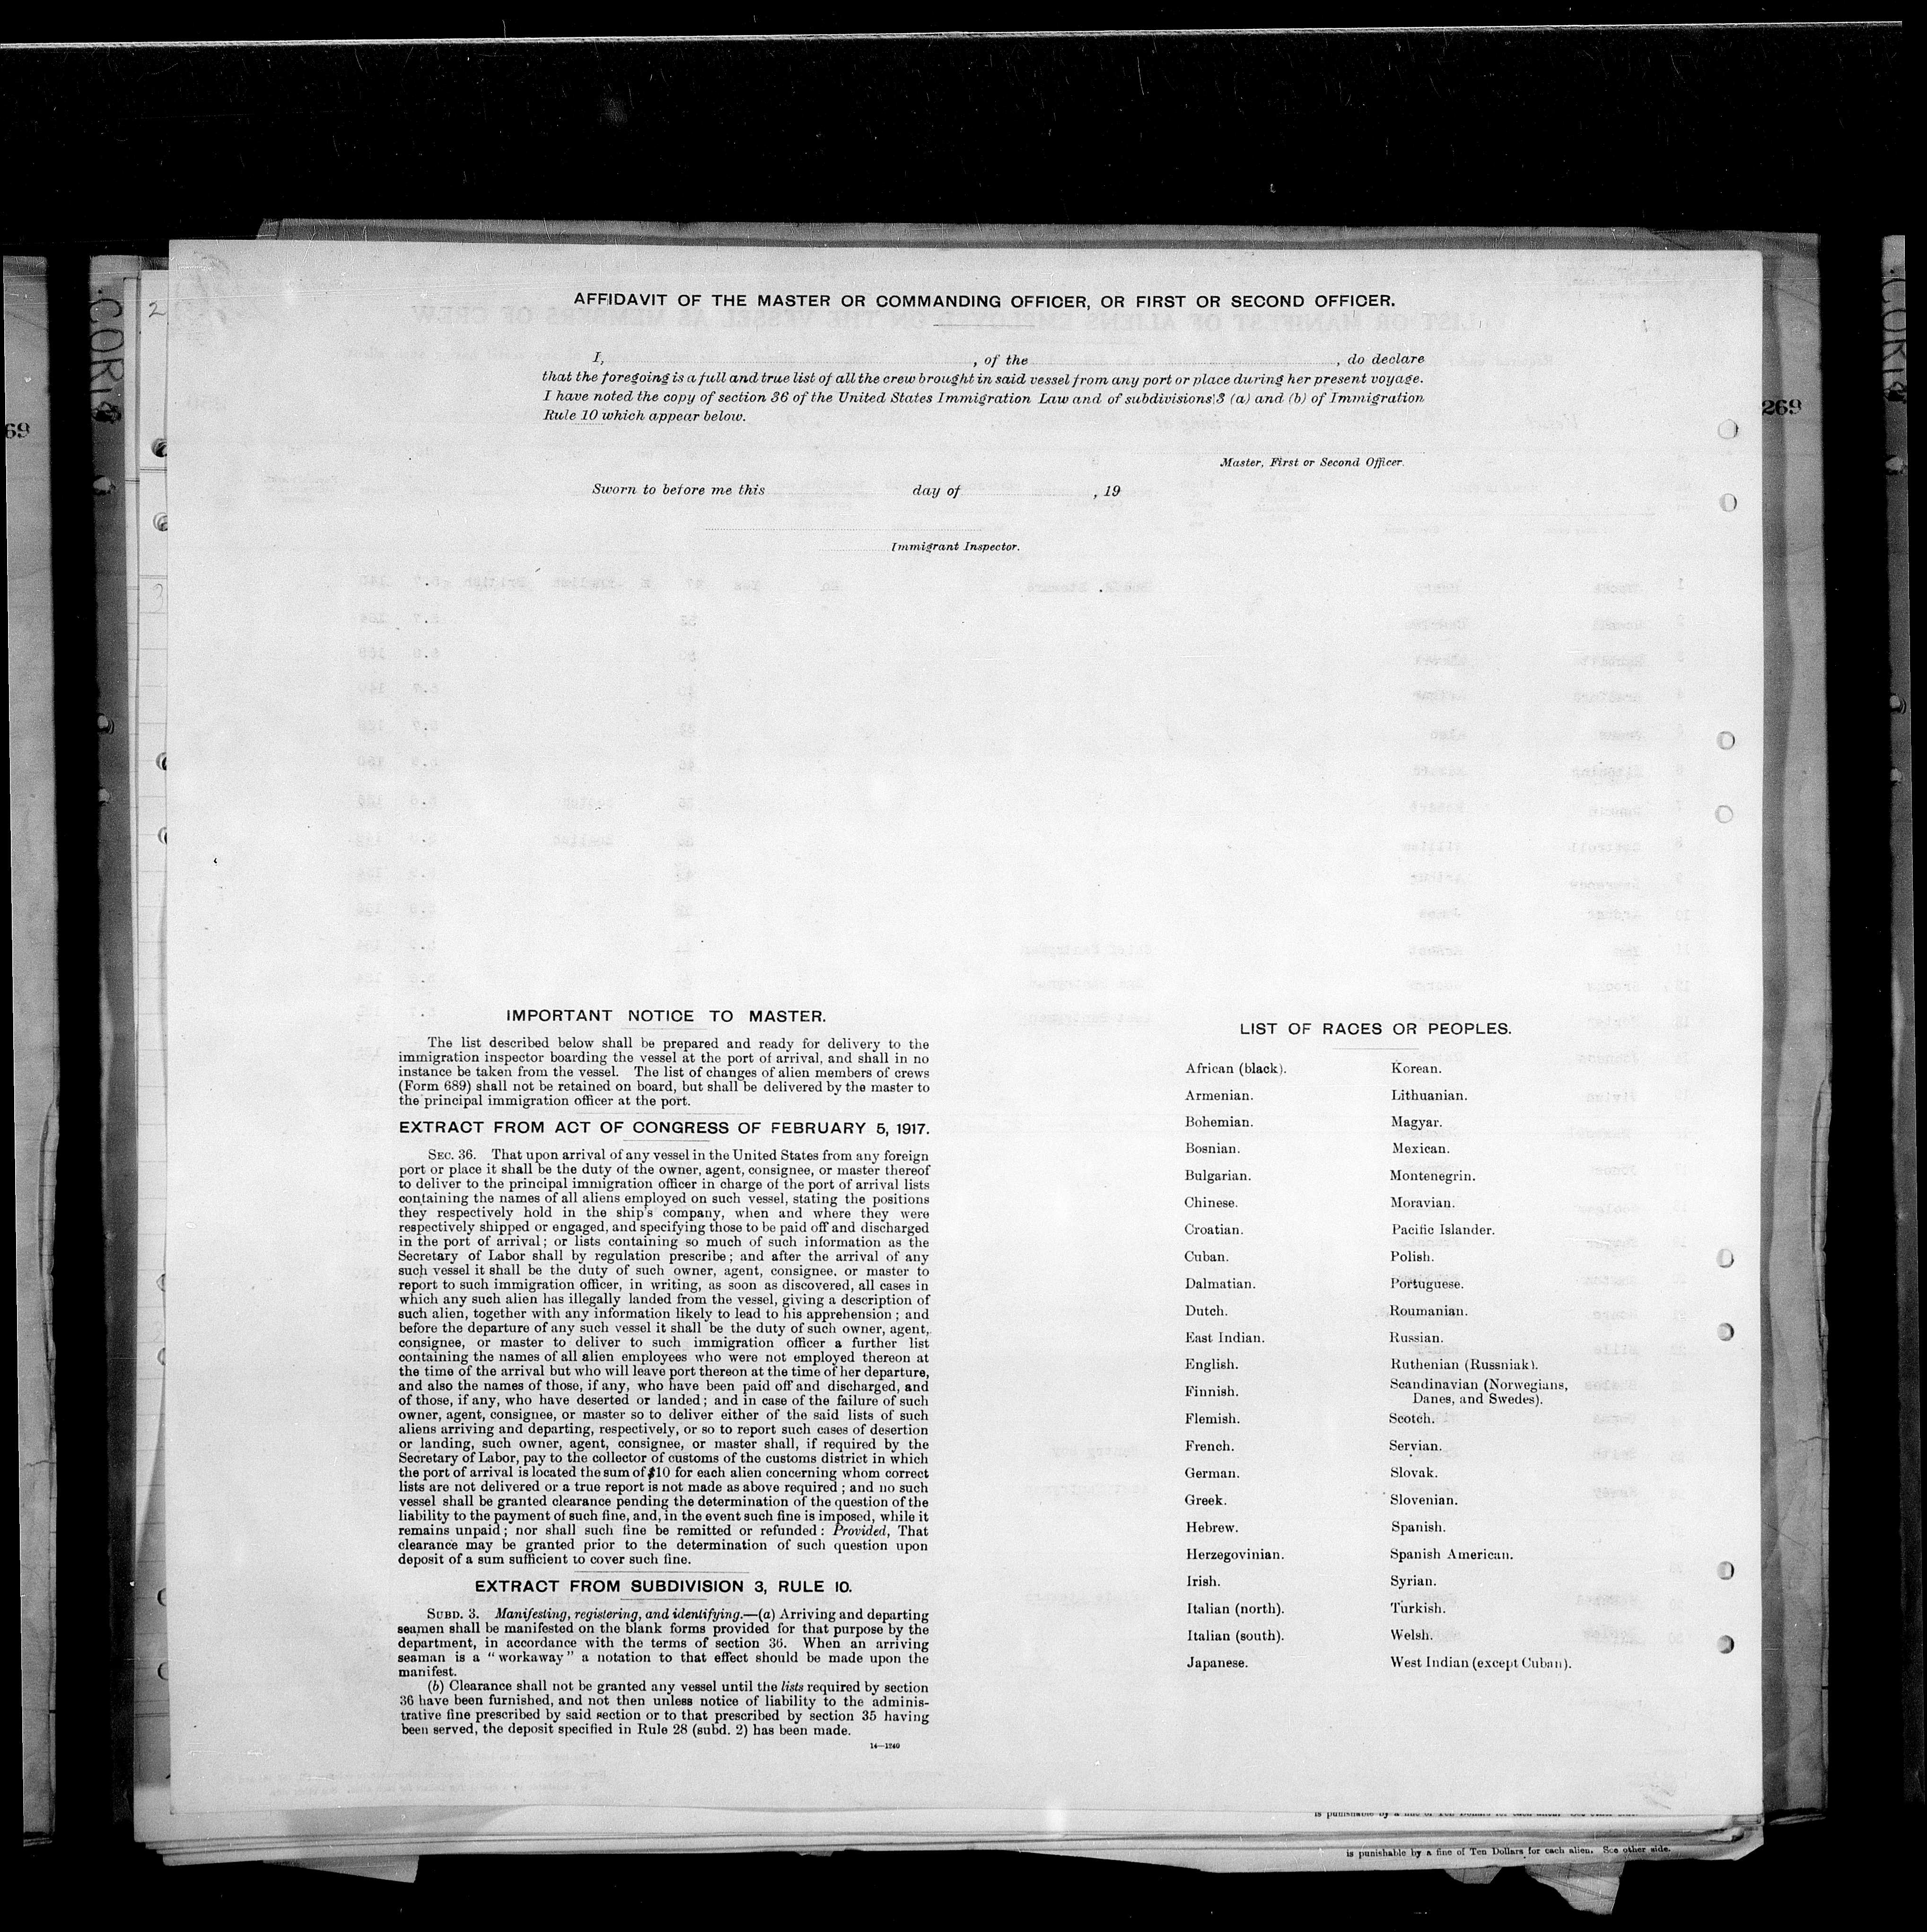 AFFIDAVIT OF THE MASTER OR COMMANDING OFFICER, OR FIRST OR SECOND OFFICER.
I, , of the , do declare
that the foregoing is a full and true list of all the crew brought in said vessel from any port or place during her present voyage.
I have noted the copy of section 36 of the United States Immigration Law and of subdivisions 3 (a) and (b) of Immigration
Rule 10 which appear below.
Master, First or Second Officer.
Sworn to before me this day of , 19
Immigrant Inspector.
269
69
IMPORTANT NOTICE TO MASTER.
The list described below shall be prepared and ready for delivery to the
immigration inspector boarding the vessel at the port of arrival, and shall in no
instance be taken from the vessel. The list of changes of alien members of crews
(Form 689) shall not be retained on board, but shall be delivered by the master to
the principal immigration officer at the port.
EXTRACT FROM ACT OF CONGRESS OF FEBRUARY 5, 1917.
SEC. 36. That upon arrival of any vessel in the United States from any foreign
port or place it shall be the duty of the owner, agent, consignee, or master thereof
to deliver to the principal immigration officer in charge of the port of arrival lists
containing the names of all aliens employed on such vessel, stating the positions
they respectively hold in the ship's company, when and where they were
respectively shipped or engaged, and specifying those to be paid off and discharged
in the port of arrival; or lists containing so much of such information as the
Secretary of Labor shall by regulation prescribe; and after the arrival of any
such vessel it shall be the duty of such owner, agent, consignee, or master to
report to such immigration officer, in writing, as soon as discovered, all cases in
which any such alien has illegally landed from the vessel, giving a description of
such alien, together with any information likely to lead to his apprehension; and
before the departure of any such vessel it shall be the duty of such owner, agent,
consignee, or master to deliver to such immigration officer a further list
containing the names of all alien employees who were not employed thereon at
the time of the arrival but who will leave port thereon at the time of her departure,
and also the names of those, if any, who have been paid off and discharged, and
of those, if any, who have deserted or landed; and in case of the failure of such
owner, agent, consignee, or master so to deliver either of the said lists of such
aliens arriving and departing, respectively, or so to report such cases of desertion
or landing, such owner, agent, consignee, or master shall, if required by the
Secretary of Labor, pay to the collector of customs of the customs district in which
the port of arrival is located the sum of $10 for each alien concerning whom correct
lists are not delivered or a true report is not made as above required; and no such
vessel shall be granted clearance pending the determination of the question of the
liability to the payment of such fine, and, in the event such fine is imposed, while it
remains unpaid; nor shall such fine be remitted or refunded: Provided, That
clearance may be granted prior to the determination of such question upon
deposit of a sum sufficient to cover such fine.
EXTRACT FROM SUBDIVISION 3, RULE 10.
SUBD. 3. Manifesting, registering, and identifying.—(a) Arriving and departing
seamen shall be manifested on the blank forms provided for that purpose by the
department, in accordance with the terms of section 36. When an arriving
seaman is a "workaway" a notation to that effect should be made upon the
manifest.
(b) Clearance shall not be granted any vessel until the lists required by section
36 have been furnished, and not then unless notice of liability to the adminis-
trative fine prescribed by said section or to that prescribed by section 35 having
been served, the deposit specified in Rule 28 (subd. 2) has been made.
14—1240
LIST OF RACES OR PEOPLES.
African (black).
Armenian.
Bohemian.
Bosnian.
Bulgarian.
Chinese.
Croatian.
Cuban.
Dalmatian.
Dutch.
East Indian.
English.
Finnish.
Flemish.
French.
German.
Greek.
Hebrew.
Herzegovinian.
Irish.
Italian (north).
Italian (south).
Japanese.
Korean.
Lithuanian.
Magyar.
Mexican.
Montenegrin.
Moravian.
Pacific Islander.
Polish.
Portuguese.
Roumanian.
Russian.
Ruthenian (Russniak).
Scandinavian (Norwegians,
Danes, and Swedes).
Scotch.
Servian.
Slovak.
Slovenian.
Spanish.
Spanish American.
Syrian.
Turkish.
Welsh.
West Indian (except Cuban).
is punishable by a fine of Ten Dollars for each alien. See other side.